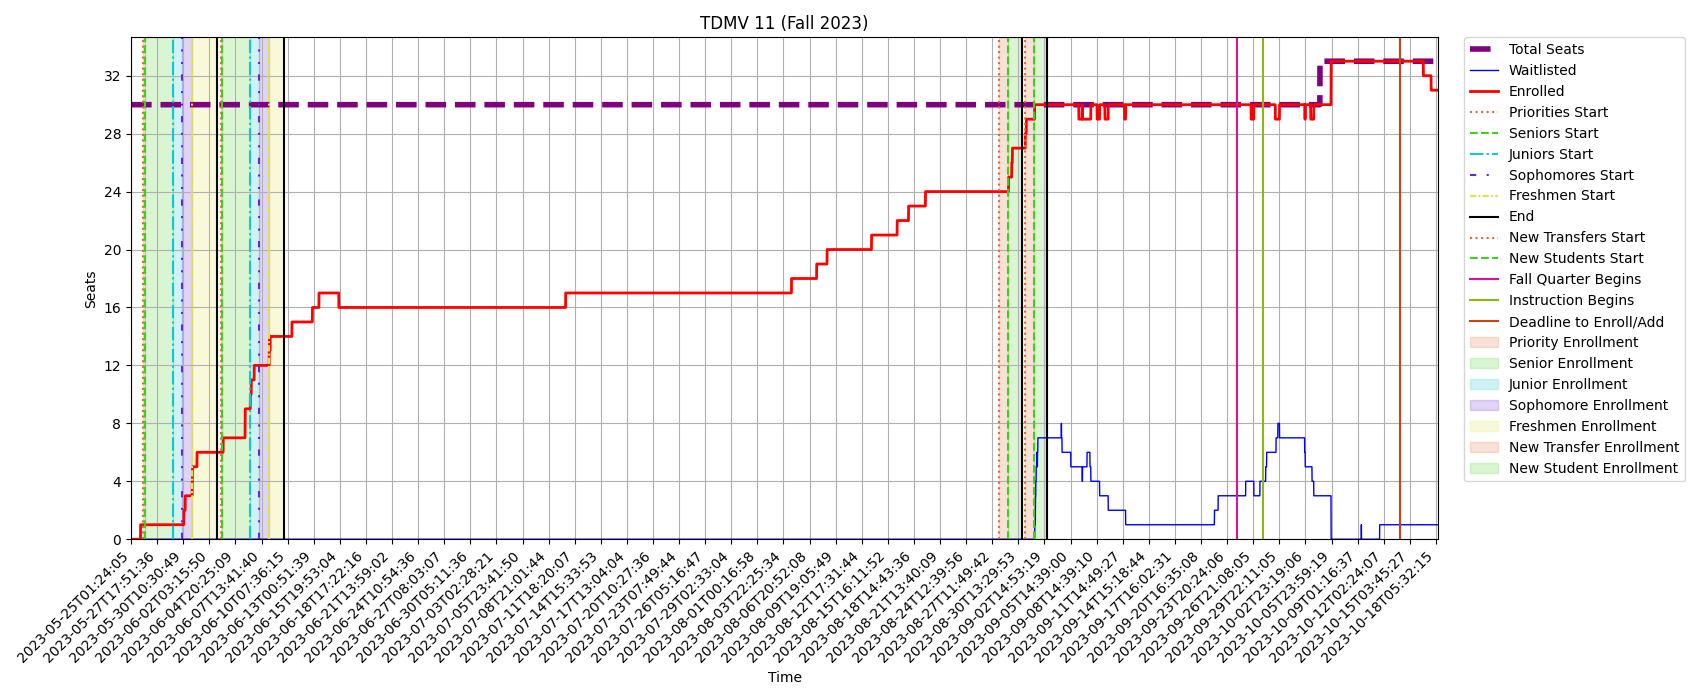 TDMV 11 (Fall 2023)
Seats
32
28
24
20
16
12
8
4
0
2023-05-25T01:24:05
2023-05-27T17:51:36
2023-05-30T10:30:49
2023-06-02T03:15:50
2023-06-04T20:25:09
2023-06-07T13:41:40
2023-06-10T07:36:15
2023-06-13T00:51:39
2023-06-15T19:53:04
2023-06-18T17:22:16
2023-06-21T13:59:02
2023-06-24T10:54:36
2023-06-27T08:03:07
2023-06-30T05:11:36
2023-07-03T02:28:21
2023-07-05T23:41:50
2023-07-08T21:01:44
2023-07-11T18:20:07
2023-07-14T15:33:53
2023-07-17T13:04:04
2023-07-20T10:27:36
2023-07-23T07:49:44
2023-07-26T05:16:47
2023-07-29T02:33:04
2023-08-01T00:16:58
2023-08-03T22:25:34
2023-08-06T20:52:08
2023-08-09T19:05:49
2023-08-12T17:31:44
2023-08-15T16:11:52
2023-08-18T14:43:36
2023-08-21T13:40:09
2023-08-24T12:39:56
2023-08-27T11:49:42
2023-08-30T13:29:53
2023-09-02T14:53:19
2023-09-05T14:39:00
2023-09-08T14:39:10
2023-09-11T14:49:27
2023-09-14T15:18:44
2023-09-17T16:02:31
2023-09-20T16:35:08
2023-09-23T20:24:06
2023-09-26T21:08:05
2023-09-29T22:11:05
2023-10-02T23:19:06
2023-10-05T23:59:19
2023-10-09T01:16:37
2023-10-12T02:24:07
2023-10-15T03:45:27
2023-10-18T05:32:15
Time
Total Seats
Waitlisted
Enrolled
Priorities Start
Seniors Start
Juniors Start
Sophomores Start
Freshmen Start
End
New Transfers Start
New Students Start
Fall Quarter Begins
Instruction Begins
Deadline to Enroll/Add
Priority Enrollment
Senior Enrollment
Junior Enrollment
Sophomore Enrollment
Freshmen Enrollment
New Transfer Enrollment
New Student Enrollment